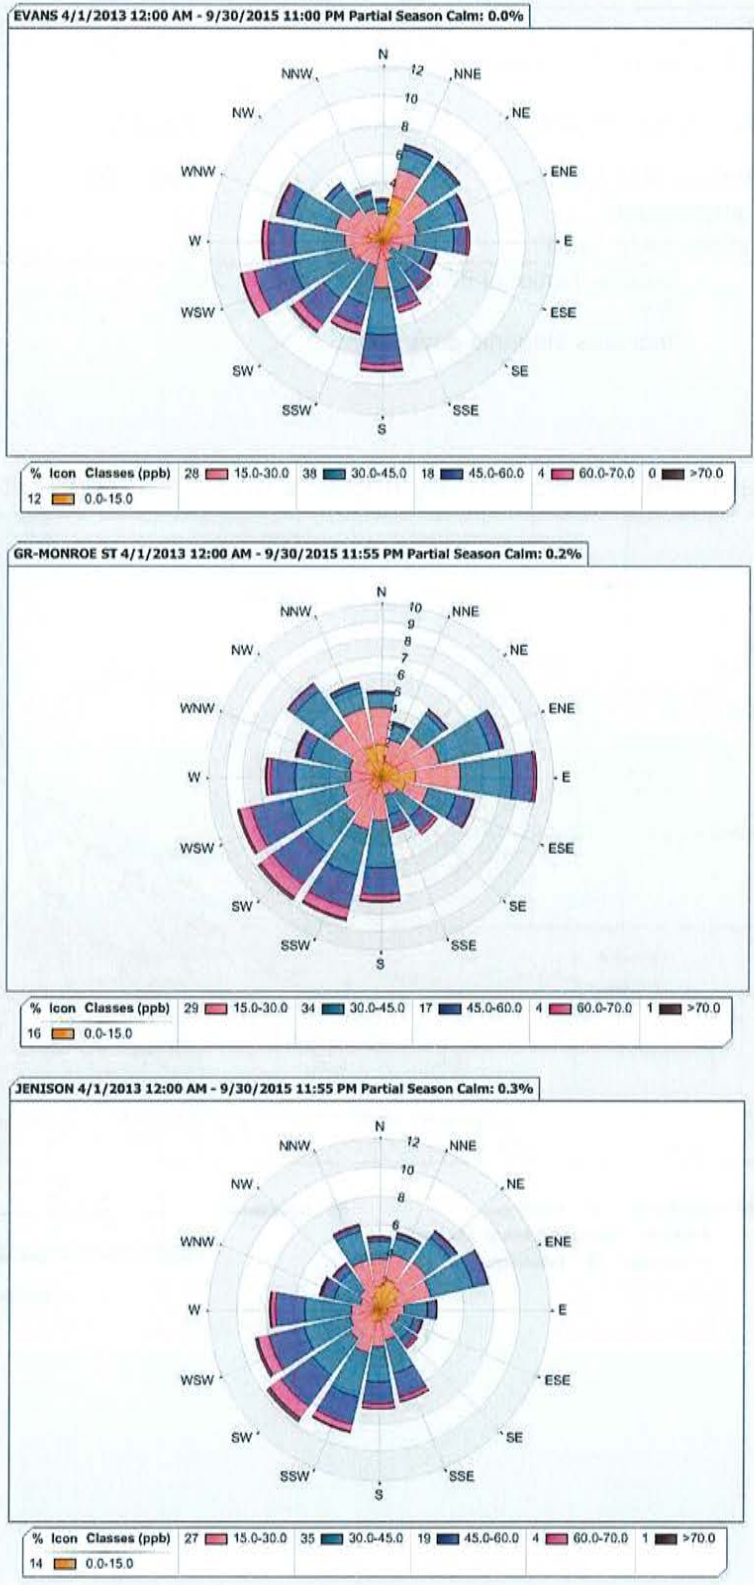 EVANS 4/1/2013 12:00 AM - 9/30/2015 11:00 PM Partial Season Calm: 0.0%
N
NNW 12 NNE
10
NW NE
8
6
WNW ENE
4
W E
WSW ESE
SW SE
SSW SSE
S
% Icon Classes (ppb) 28 15.0-30.0 38 30.0-45.0 18 45.0-60.0 4 60.0-70.0 0 >70.0
12 0.0-15.0
GR-MONROE ST 4/1/2013 12:00 AM - 9/30/2015 11:55 PM Partial Season Calm: 0.2%
N
NNW 10 NNE
9
8
NW NE
7
6
5
WNW 4 ENE
W E
WSW ESE
SW SE
SSW SSE
S
% Icon Classes (ppb) 29 15.0-30.0 34 30.0-45.0 17 45.0-60.0 4 60.0-70.0 1 >70.0
16 0.0-15.0
JENISON 4/1/2013 12:00 AM - 9/30/2015 11:55 PM Partial Season Calm: 0.3%
N
NNW 12 NNE
10
NW NE
8
6
WNW ENE
4
W E
WSW ESE
SW SE
SSW SSE
S
% Icon Classes (ppb) 27 15.0-30.0 35 30.0-45.0 19 45.0-60.0 4 60.0-70.0 1 >70.0
14 0.0-15.0